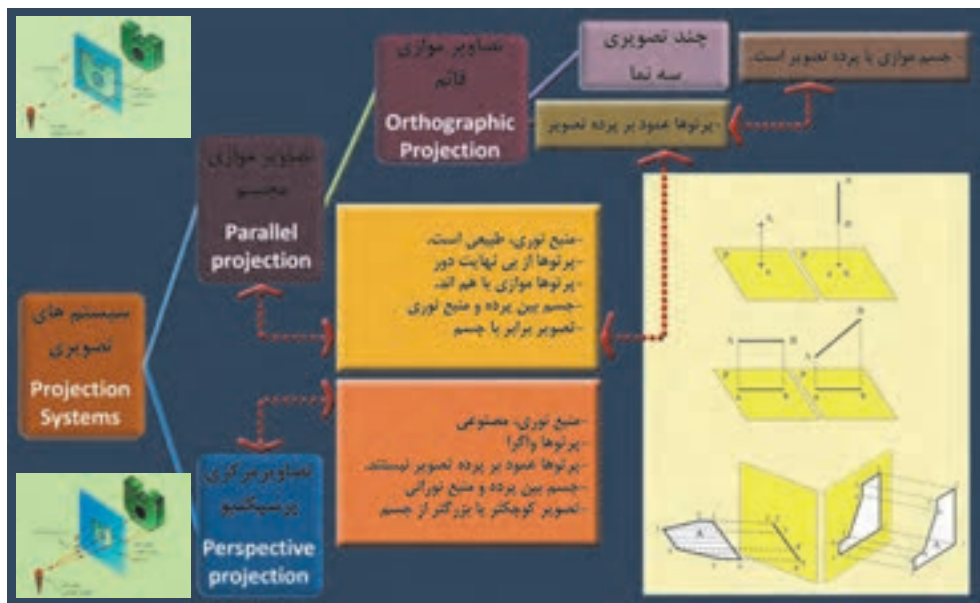 سیستم های
تصویری
Projection
Systems
تصاویر موازی
مجسم
Parallel
projection
تصاویر موازی
قائم
Orthographic
Projection
چند تصویری
سه نما
-جسم موازی با پرده تصویر است.
-پرتوها عمود بر پرده تصویر
-منبع نوری، طبیعی است.
-پرتوها از بی نهایت دور
-پرتوها موازی با هم اند.
-جسم بین پرده و منبع نوری
-تصویر برابر با جسم
تصاویرمرکزی
پرسپکتیو
Perspective
projection
-منبع نوری، مصنوعی
-پرتوها واگرا
-پرتوها عمود بر پرده تصویر نیستند.
-جسم بین پرده و منبع نورانی
-تصویر کوچکتر یا بزرگتر از جسم
A
B
P
P
A
B
B
A
P
P
A